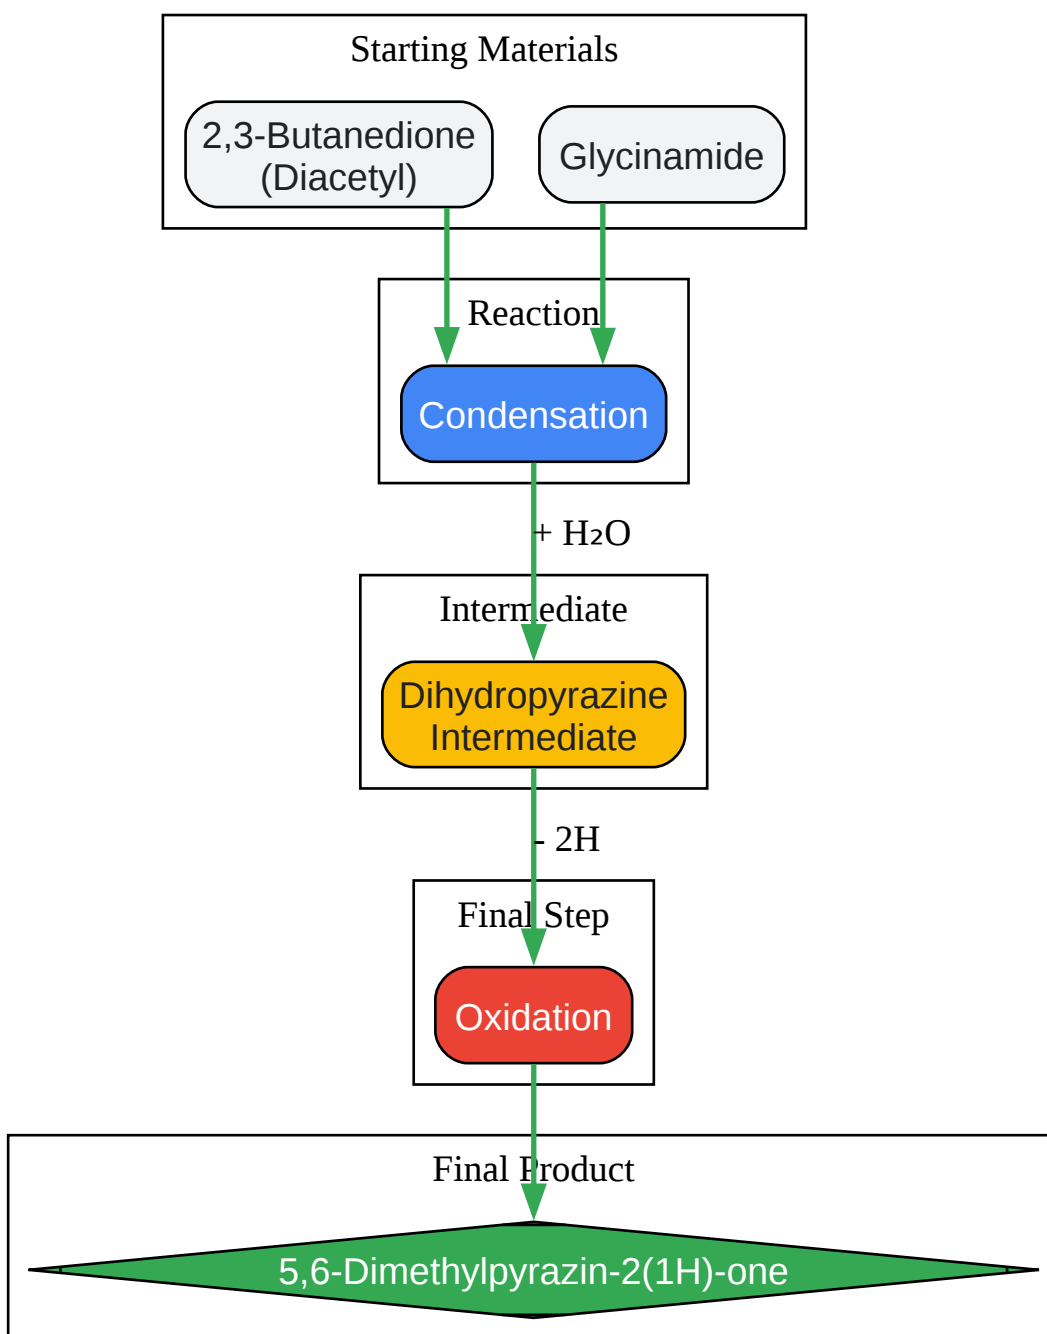 Starting Materials
2,3-Butanedione
(Diacetyl)
Glycinamide
Reaction
Condensation
+ H₂O
Intermediate
Dihydropyrazine
Intermediate
- 2H
Final Step
Oxidation
Final Product
5,6-Dimethylpyrazin-2(1H)-one